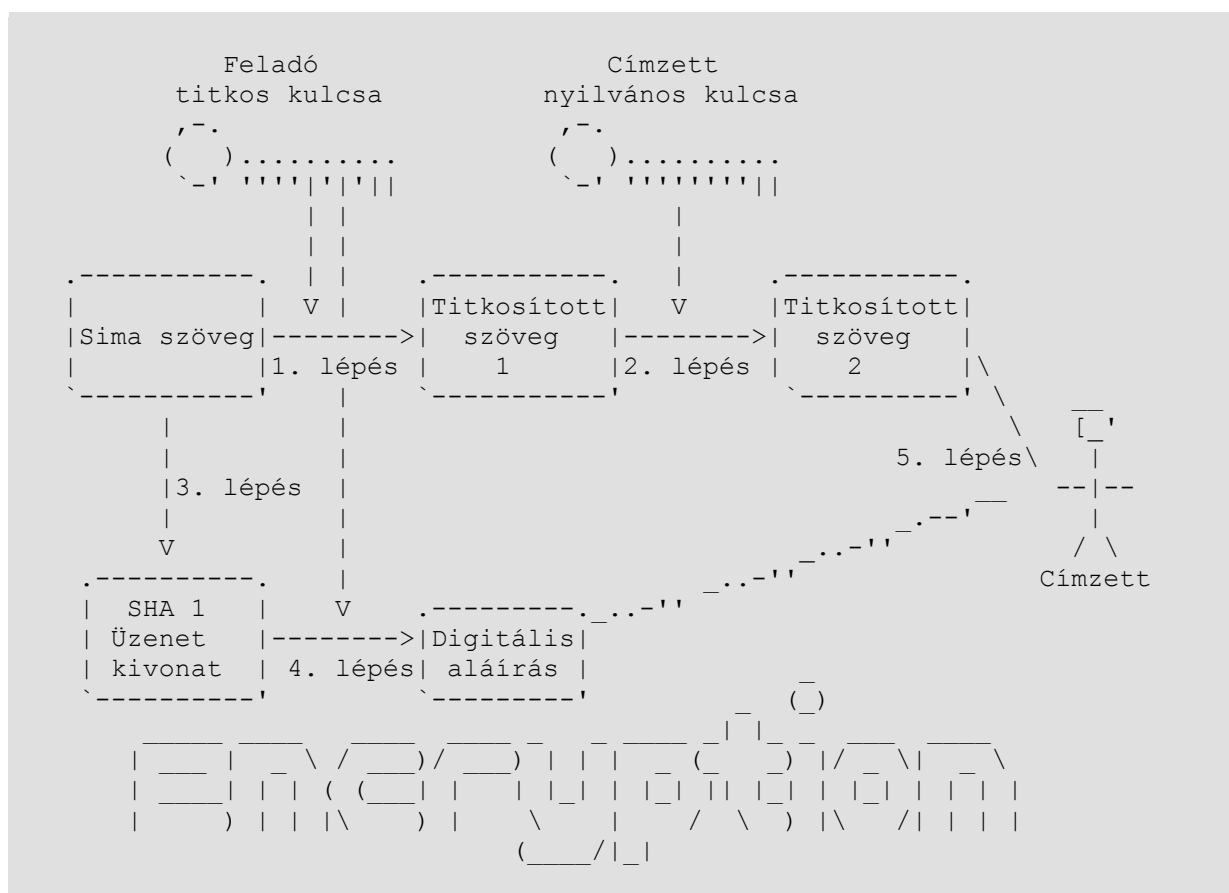 Feladó Címzett
titkos kulcsa nyilvános kulcsa
Titkosított Titkosított
Sima szöveg szöveg szöveg
1. lépés 1 2. lépés 2
5. lépés
3. lépés
Címzett
SHA 1
Üzenet Digitális
kivonat 4. lépés aláírás
encryption